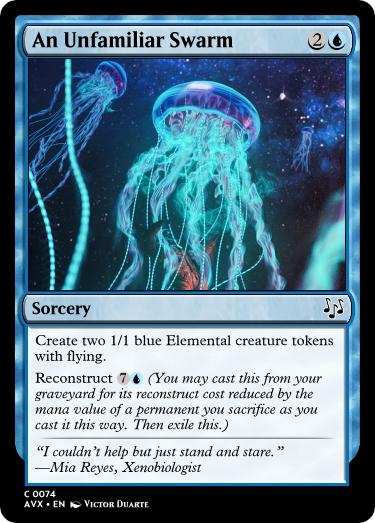 An Unfamiliar Swarm 2
Sorcery
Create two 1/1 blue Elemental creature tokens
with flying.
Reconstruct 7 (You may cast this from your
graveyard for its reconstruct cost reduced by the
mana value of a permanent you sacrifice as you
cast it this way. Then exile this.)
“I couldn’t help but just stand and stare.”
—Mia Reyes, Xenobiologist
C 0074
AVX • EN Victor Duarte